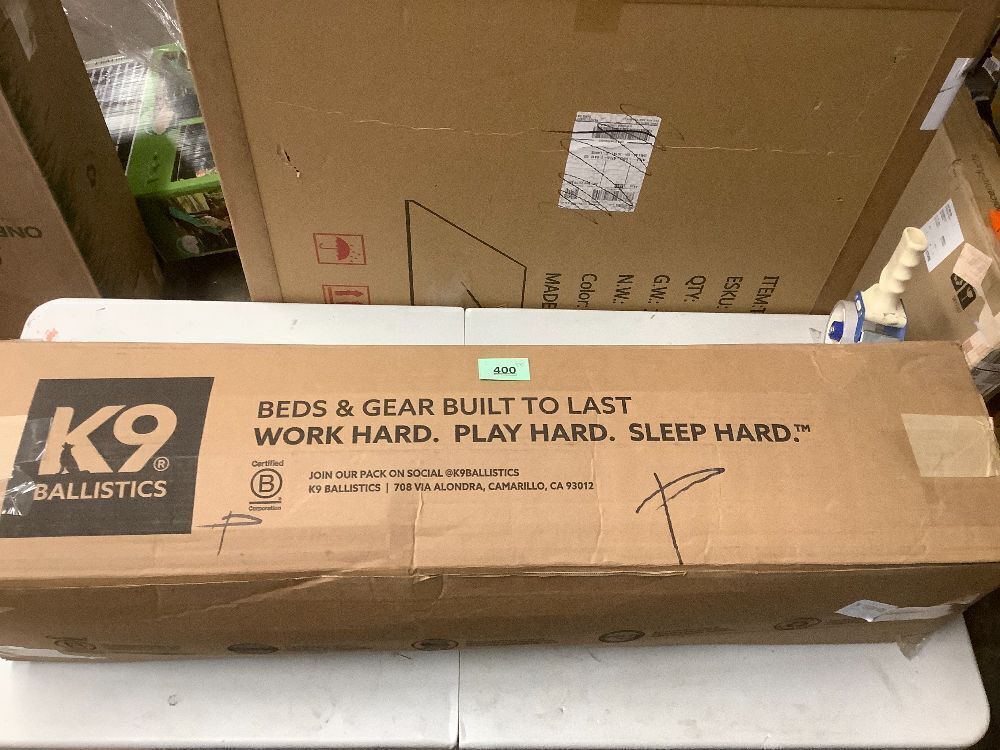 ONE
ITEM:
ESKU:
QTY:
G.W.:
N.W.:
Color:
MADE
400
K9®
BALLISTICS
BEDS & GEAR BUILT TO LAST
WORK HARD. PLAY HARD. SLEEP HARD.™
Certified
B
Corporation
JOIN OUR PACK ON SOCIAL @K9BALLISTICS
K9 BALLISTICS | 708 VIA ALONDRA, CAMARILLO, CA 93012
P
P